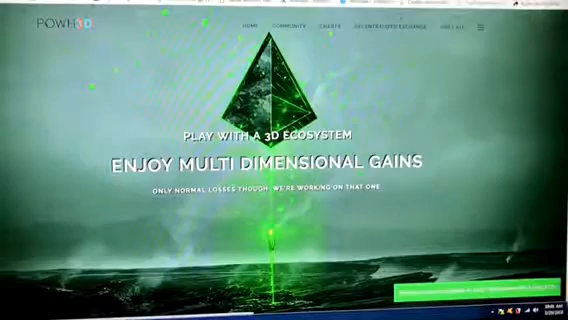 POWH3D
HOME COMMUNITY CHARTS DECENTRALIZED EXCHANGE
PLAY WITH A 3D ECOSYSTEM
ENJOY MULTI DIMENSIONAL GAINS
ONLY NORMAL LOSSES THOUGH, WE'RE WORKING ON THAT ONE